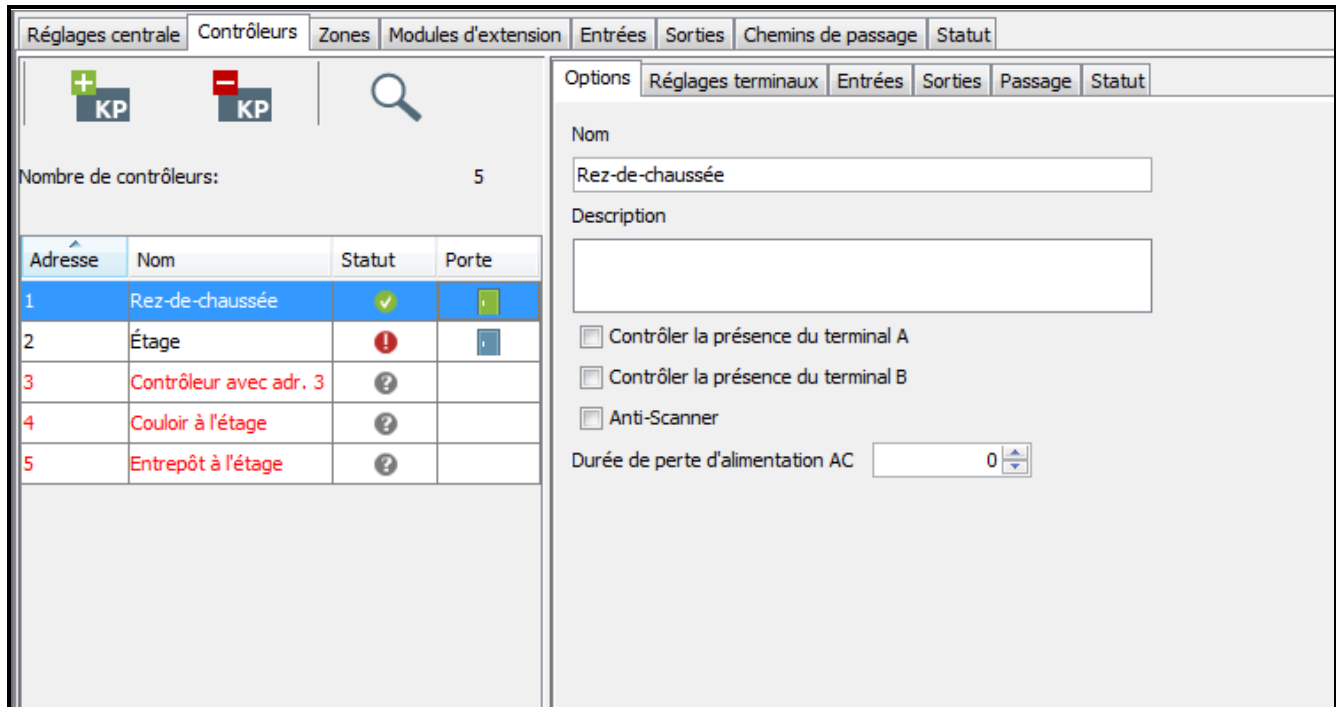 Réglages centrale Contrôleurs Zones Modules d'extension Entrées Sorties Chemins de passage Statut
+ KP - KP
Nombre de contrôleurs: 5
Adresse Nom Statut Porte
1 Rez-de-chaussée
2 Étage
3 Contrôleur avec adr. 3
4 Couloir à l'étage
5 Entrepôt à l'étage
Options Réglages terminaux Entrées Sorties Passage Statut
Nom
Rez-de-chaussée
Description
Contrôler la présence du terminal A
Contrôler la présence du terminal B
Anti-Scanner
Durée de perte d'alimentation AC 0